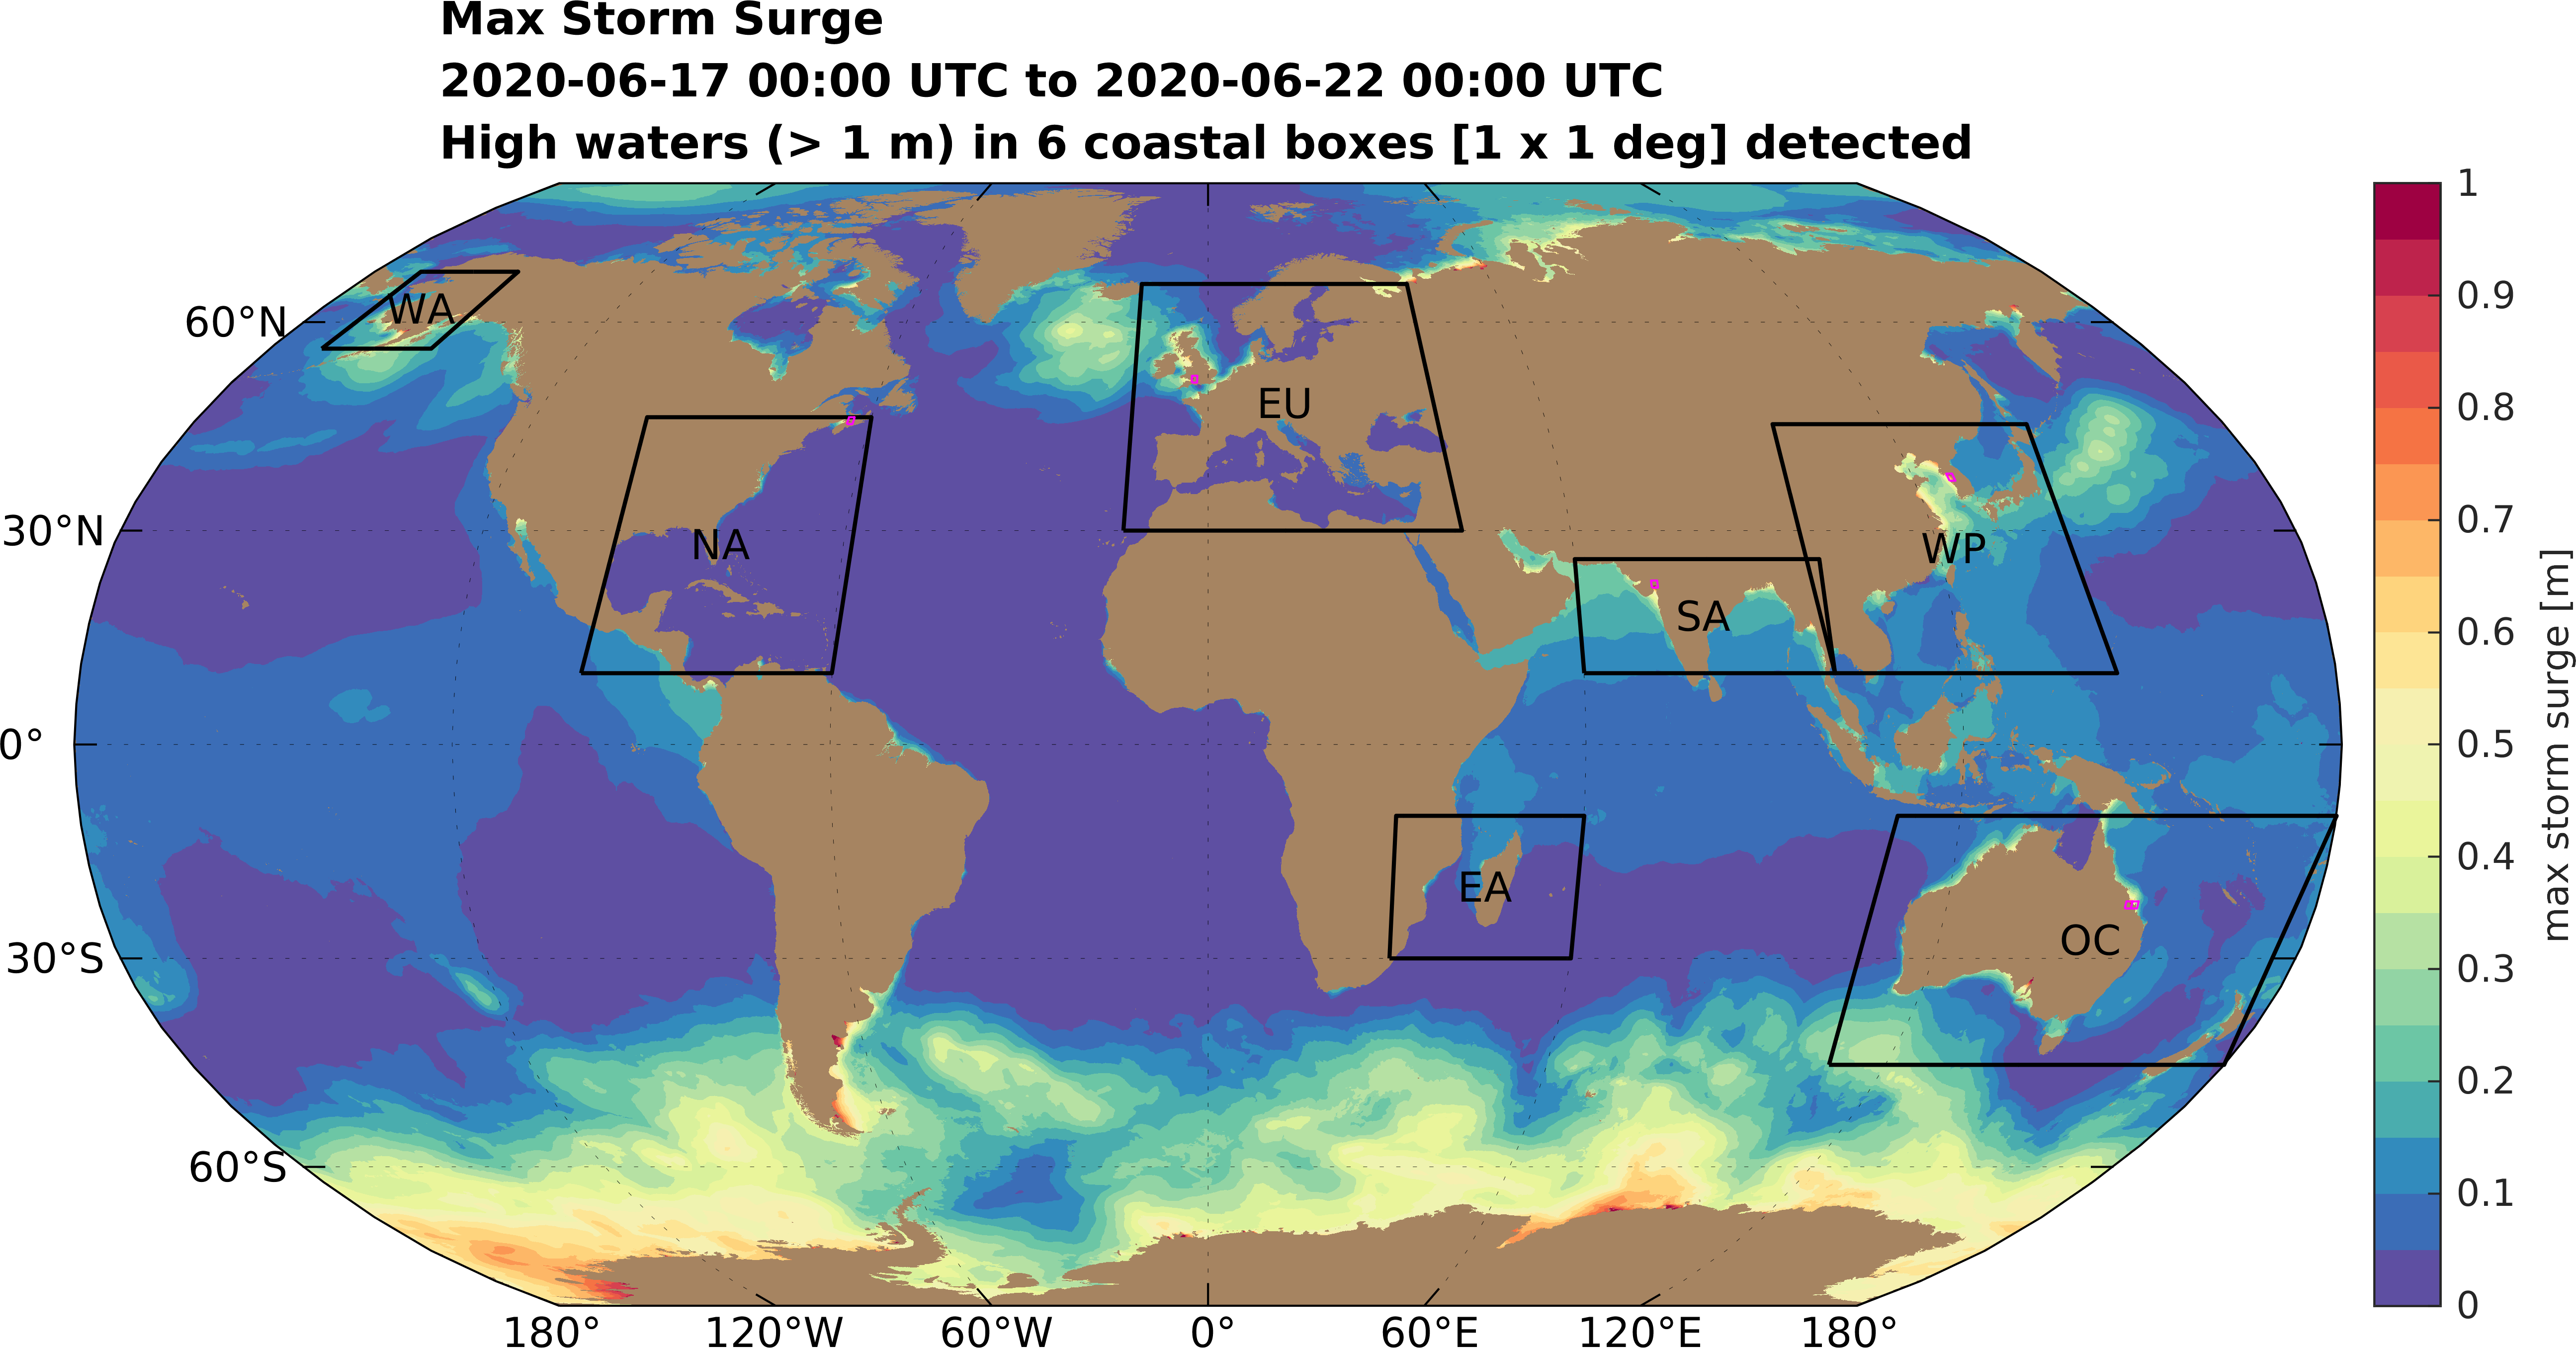 Max Storm Surge
2020-06-17 00:00 UTC to 2020-06-22 00:00 UTC
High waters (> 1 m) in 6 coastal boxes [1 x 1 deg] detected
60°N
30°N
0°
30°S
60°S
WA
NA
EU
SA
WP
EA
OC
180°
120°W
60°W
0°
60°E
120°E
180°
1
0.9
0.8
0.7
0.6
0.5
0.4
0.3
0.2
0.1
0
max storm surge [m]